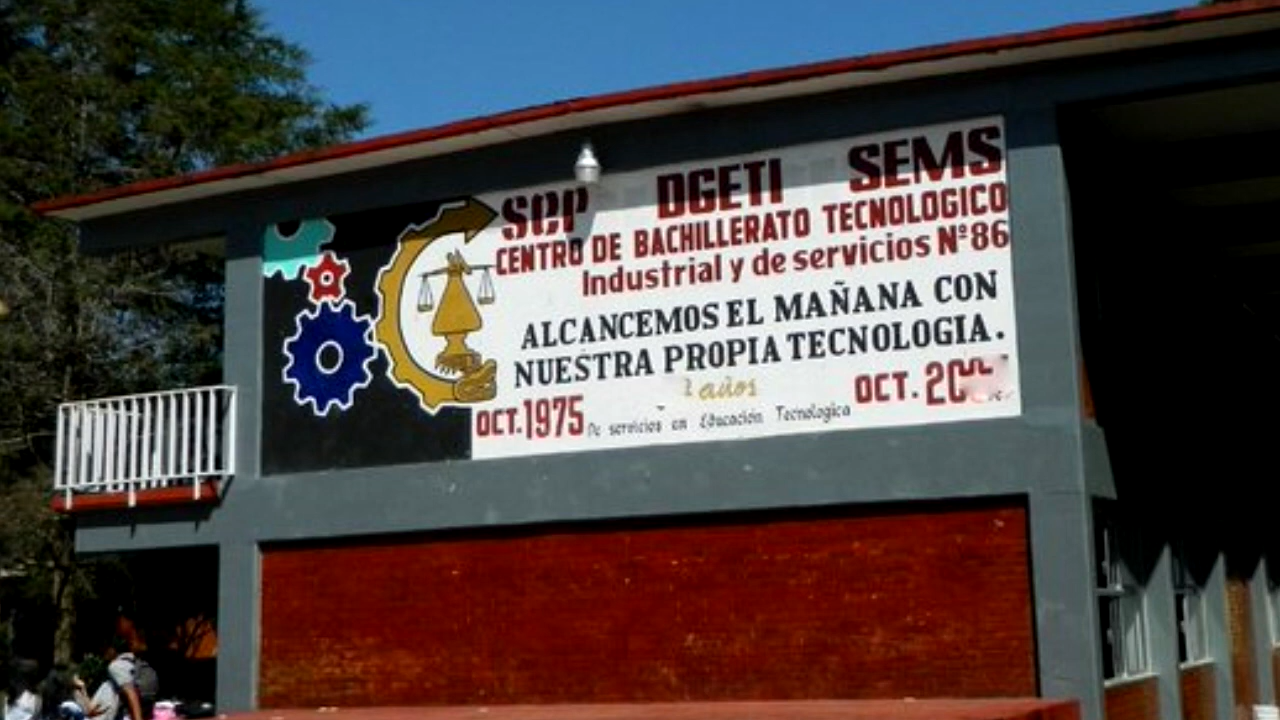 SEP DGETI SEMS
CENTRO DE BACHILLERATO TECNOLOGICO
Industrial y de servicios Nº86
ALCANCEMOS EL MAÑANA CON
NUESTRA PROPIA TECNOLOGIA.
años
OCT.1975 De servicios en Educación Tecnologica OCT.